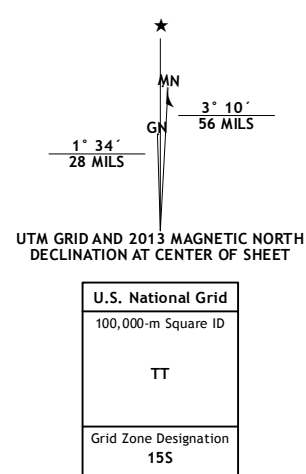 ★
MN
GN
3° 10´
56 MILS
1° 34´
28 MILS
UTM GRID AND 2013 MAGNETIC NORTH
DECLINATION AT CENTER OF SHEET
U.S. National Grid
100,000-m Square ID
TT
Grid Zone Designation
15S